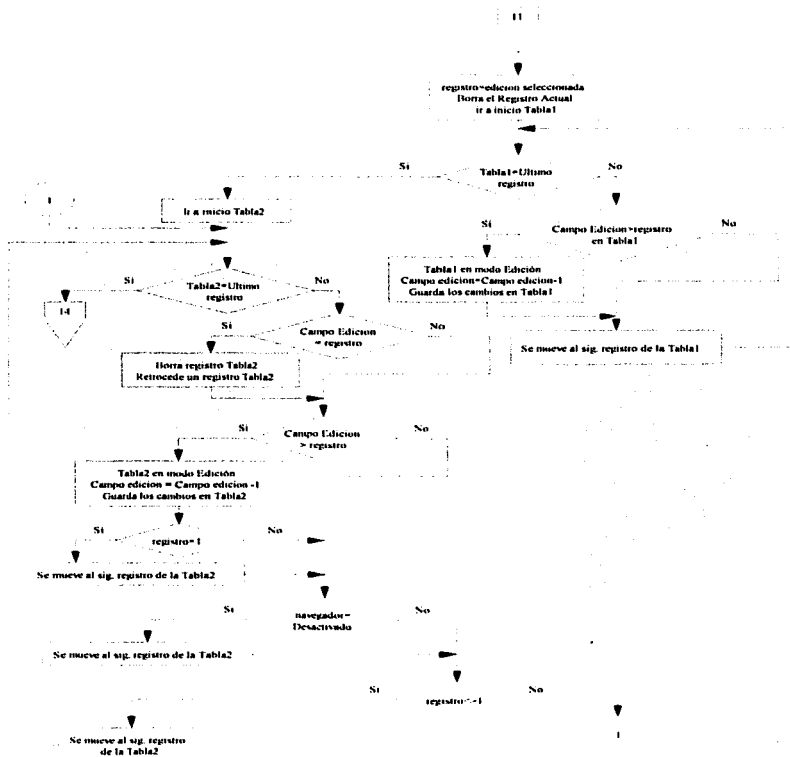 11
registro=edicion seleccionada
Borra el Registro Actual
ir a inicio Tabla1
Si
Tabla1=Ultimo
registro
No
1
Ir a inicio Tabla2
Si
Campo Edicion>registro
en Tabla1
No
Tabla1 en modo Edición
Campo edicion=Campo edicion-1
Guarda los cambios en Tabla1
Si
Tabla2=Ultimo
registro
No
14
Si
Campo Edicion
= registro
No
Se mueve al sig. registro de la Tabla1
Borra registro Tabla2
Retrocede un registro Tabla2
Si
Campo Edicion
> registro
No
Tabla2 en modo Edición
Campo edicion = Campo edicion -1
Guarda los cambios en Tabla2
Si
registro=1
No
Se mueve al sig. registro de la Tabla2
Si
navegador=
Desactivado
No
Se mueve al sig. registro de la Tabla2
Si
No
Se mueve al sig. registro
de la Tabla2
1